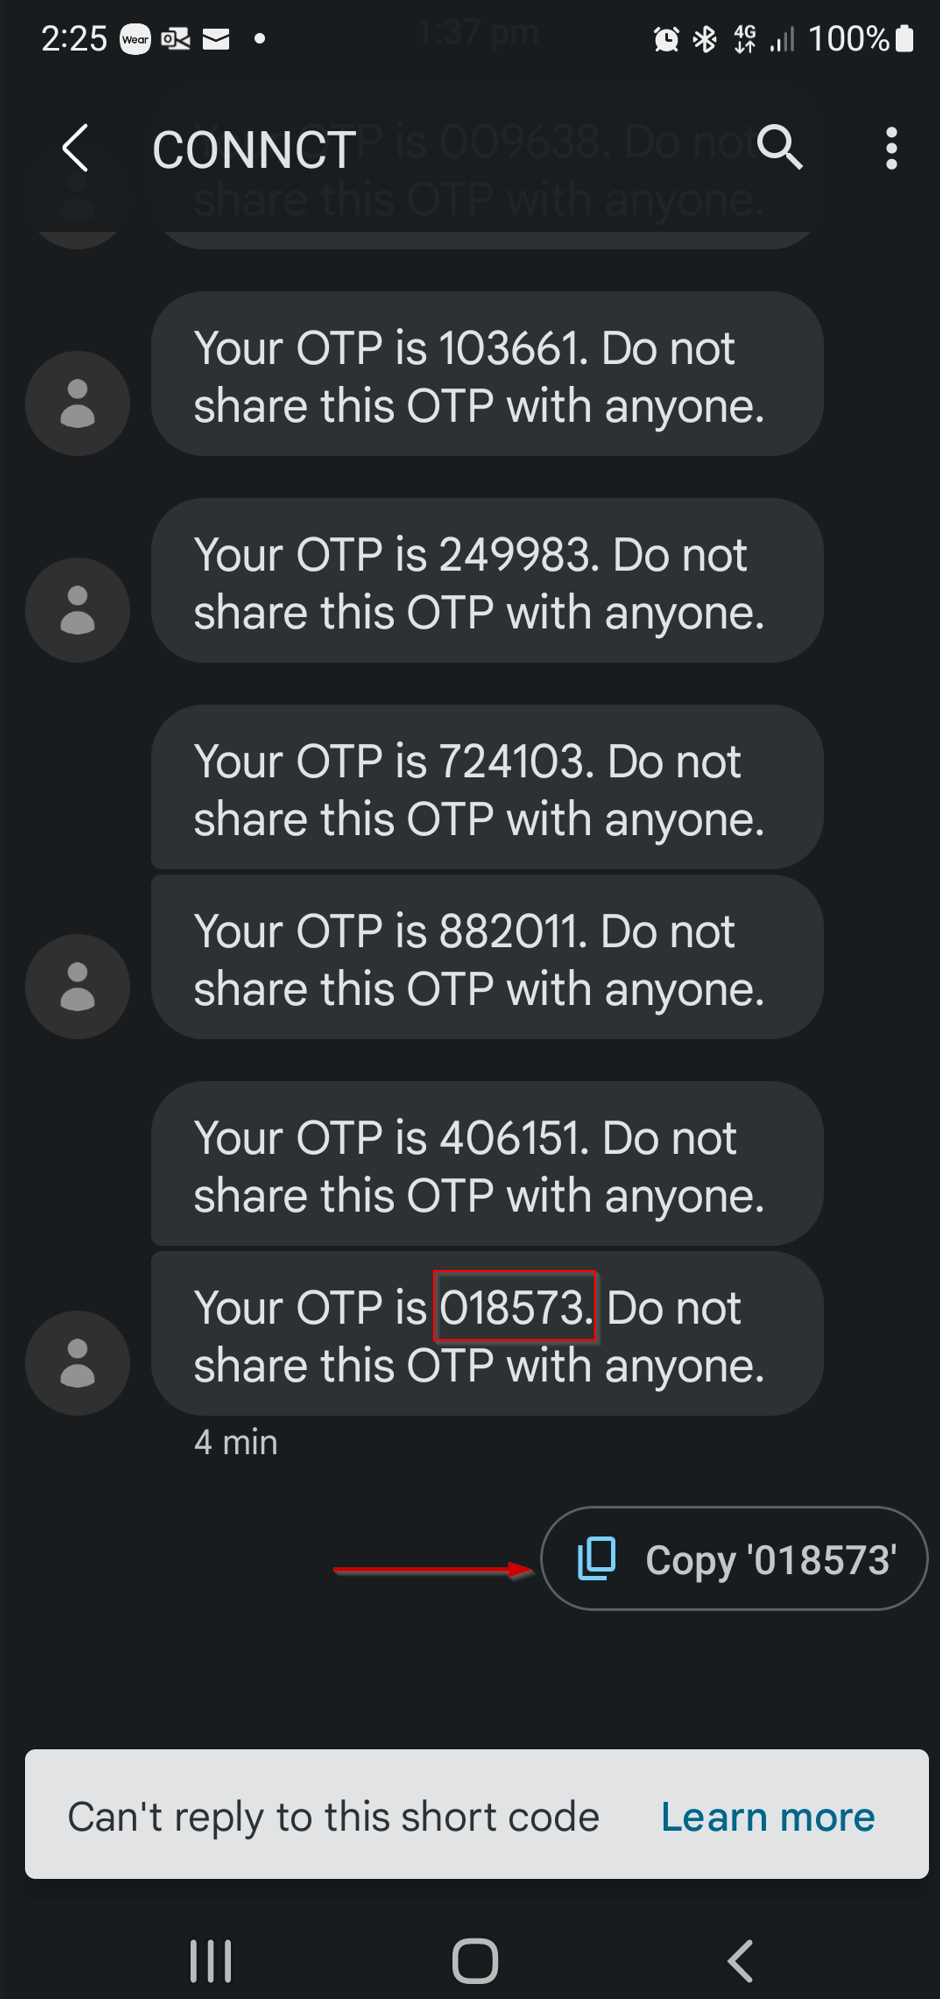 2:25 Wear 100%
1:37 pm
CONNCT
Your OTP is 009638. Do not
share this OTP with anyone.
Your OTP is 103661. Do not
share this OTP with anyone.
Your OTP is 249983. Do not
share this OTP with anyone.
Your OTP is 724103. Do not
share this OTP with anyone.
Your OTP is 882011. Do not
share this OTP with anyone.
Your OTP is 406151. Do not
share this OTP with anyone.
Your OTP is 018573. Do not
share this OTP with anyone.
4 min
Copy '018573'
Can't reply to this short code Learn more